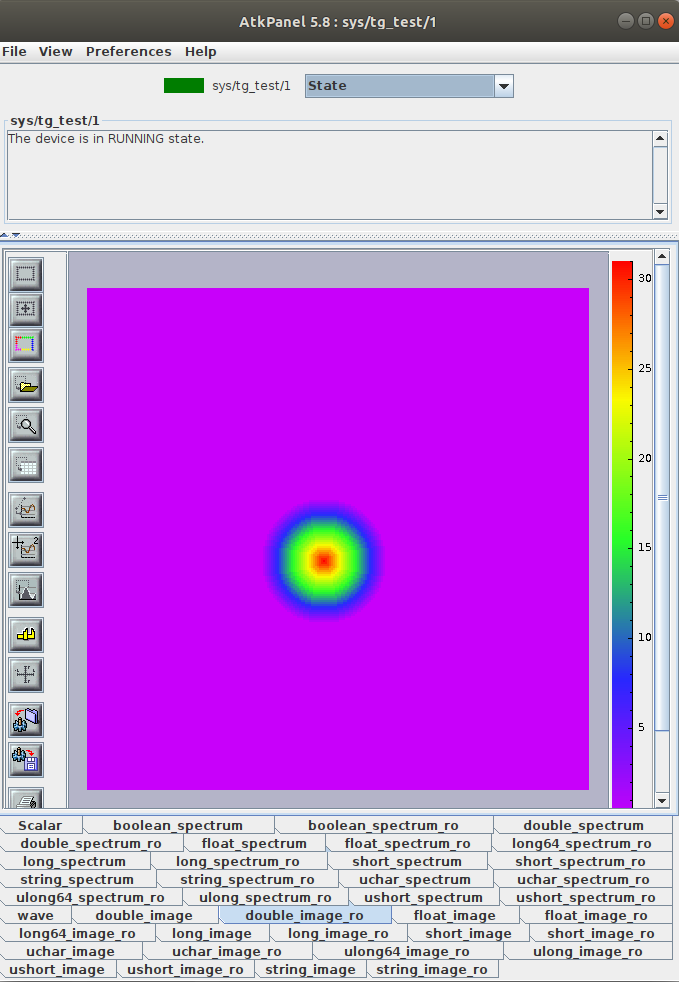 AtkPanel 5.8 : sys/tg_test/1
File View Preferences Help
sys/tg_test/1 State
sys/tg_test/1
The device is in RUNNING state.
30
25
20
15
10
5
2
Scalar boolean_spectrum boolean_spectrum_ro double_spectrum
double_spectrum_ro float_spectrum float_spectrum_ro long64_spectrum_ro
long_spectrum long_spectrum_ro short_spectrum short_spectrum_ro
string_spectrum string_spectrum_ro uchar_spectrum uchar_spectrum_ro
ulong64_spectrum_ro ulong_spectrum_ro ushort_spectrum ushort_spectrum_ro
wave double_image double_image_ro float_image float_image_ro
long64_image_ro long_image long_image_ro short_image short_image_ro
uchar_image uchar_image_ro ulong64_image_ro ulong_image_ro
ushort_image ushort_image_ro string_image string_image_ro